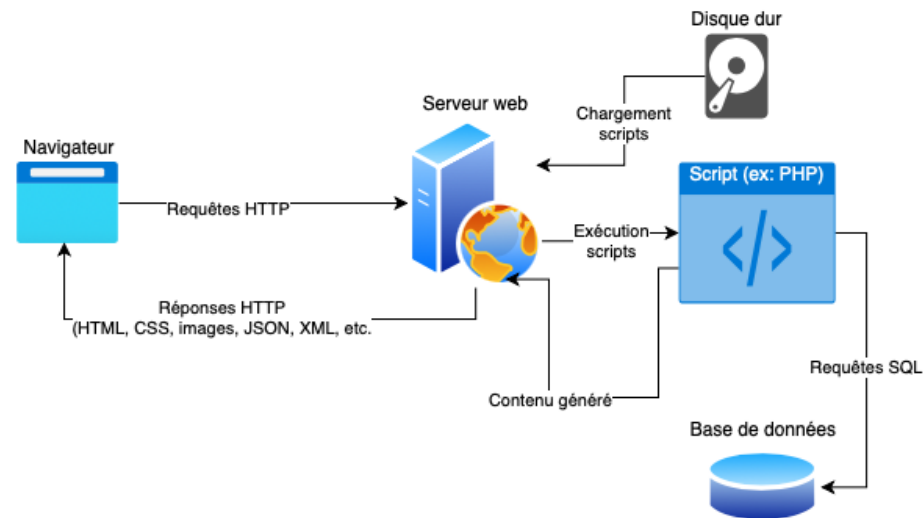 Disque dur
Serveur web
Chargement
scripts
Navigateur
Script (ex: PHP)
Requêtes HTTP
Exécution
scripts
</>
Réponses HTTP
(HTML, CSS, images, JSON, XML, etc.
Requêtes SQL
Contenu généré
Base de données